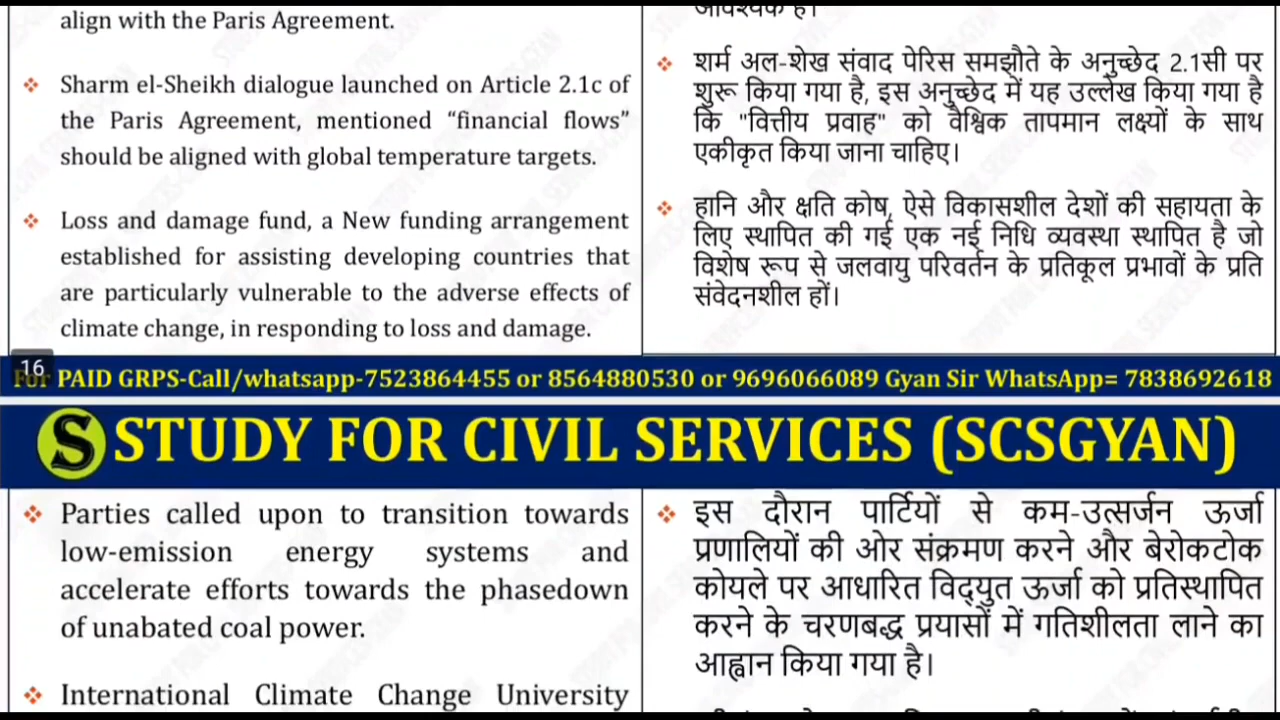 align with the Paris Agreement.
❖ Sharm el-Sheikh dialogue launched on Article 2.1c of
the Paris Agreement, mentioned “financial flows”
should be aligned with global temperature targets.
❖ Loss and damage fund, a New funding arrangement
established for assisting developing countries that
are particularly vulnerable to the adverse effects of
climate change, in responding to loss and damage.
आवश्यक है।
❖ शर्म अल-शेख संवाद पेरिस समझौते के अनुच्छेद 2.1सी पर
शुरू किया गया है, इस अनुच्छेद में यह उल्लेख किया गया है
कि "वित्तीय प्रवाह" को वैश्विक तापमान लक्ष्यों के साथ
एकीकृत किया जाना चाहिए।
❖ हानि और क्षति कोष, ऐसे विकासशील देशों की सहायता के
लिए स्थापित की गई एक नई निधि व्यवस्था स्थापित है जो
विशेष रूप से जलवायु परिवर्तन के प्रतिकूल प्रभावों के प्रति
संवेदनशील हों।
16
For PAID GRPS-Call/whatsapp-7523864455 or 8564880530 or 9696066089 Gyan Sir WhatsApp= 7838692618
S STUDY FOR CIVIL SERVICES (SCSGYAN)
❖ Parties called upon to transition towards
low-emission energy systems and
accelerate efforts towards the phasedown
of unabated coal power.
❖ International Climate Change University
❖ इस दौरान पार्टियों से कम-उत्सर्जन ऊर्जा
प्रणालियों की ओर संक्रमण करने और बेरोकटोक
कोयले पर आधारित विद्युत ऊर्जा को प्रतिस्थापित
करने के चरणबद्ध प्रयासों में गतिशीलता लाने का
आह्वान किया गया है।